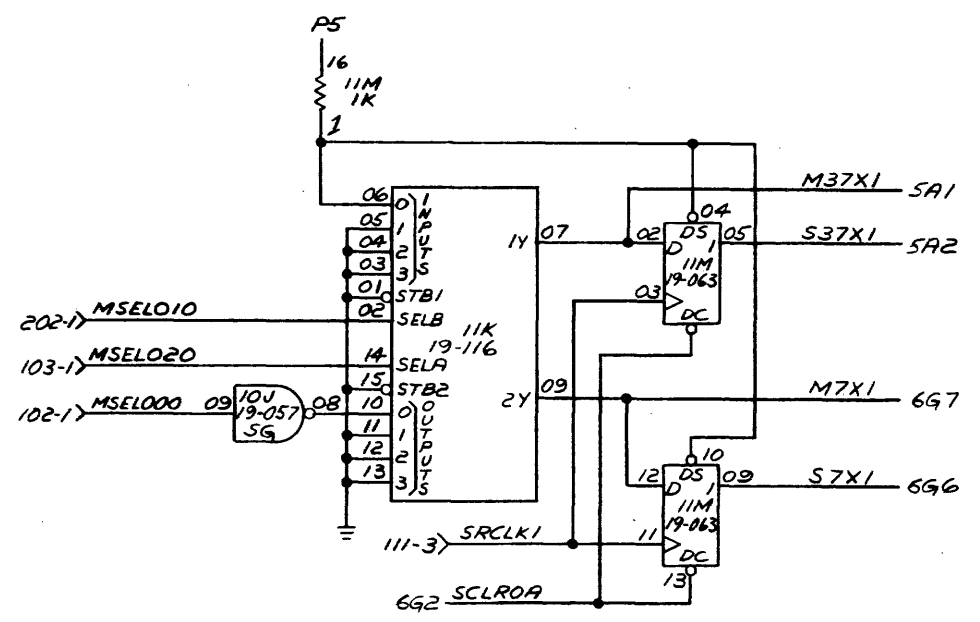 P5
16
11M
1K
1
06
0
INPUTS
05
1
04
2
03
3
01
STB1
02
SELB
202-1
MSEL010
11K
19-116
103-1
MSEL020
14
SELA
15
STB2
102-1
MSEL000
09
10J
19-057
SG
08
10
0
OUTPUTS
11
1
12
2
13
3
1Y
07
2Y
09
M37X1
5A1
04
DS
02
D
1
05
S37X1
5A2
11M
19-063
03
DC
M7X1
6G7
10
DS
12
D
1
09
S7X1
6G6
11M
19-063
11
DC
13
111-3
SRCLK1
6G2
SCLR0A